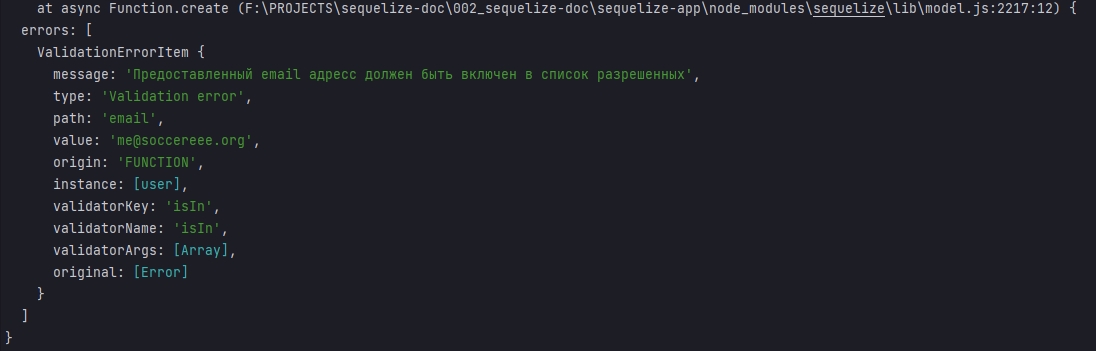 at async Function.create (F:\PROJECTS\sequelize-doc\002_sequelize-doc\sequelize-app\node_modules\sequelize\lib\model.js:2217:12) {
errors: [
ValidationErrorItem {
message: 'Предоставленный email адресс должен быть включен в список разрешенных',
type: 'Validation error',
path: 'email',
value: 'me@soccereee.org',
origin: 'FUNCTION',
instance: [user],
validatorKey: 'isIn',
validatorName: 'isIn',
validatorArgs: [Array],
original: [Error]
}
]
}